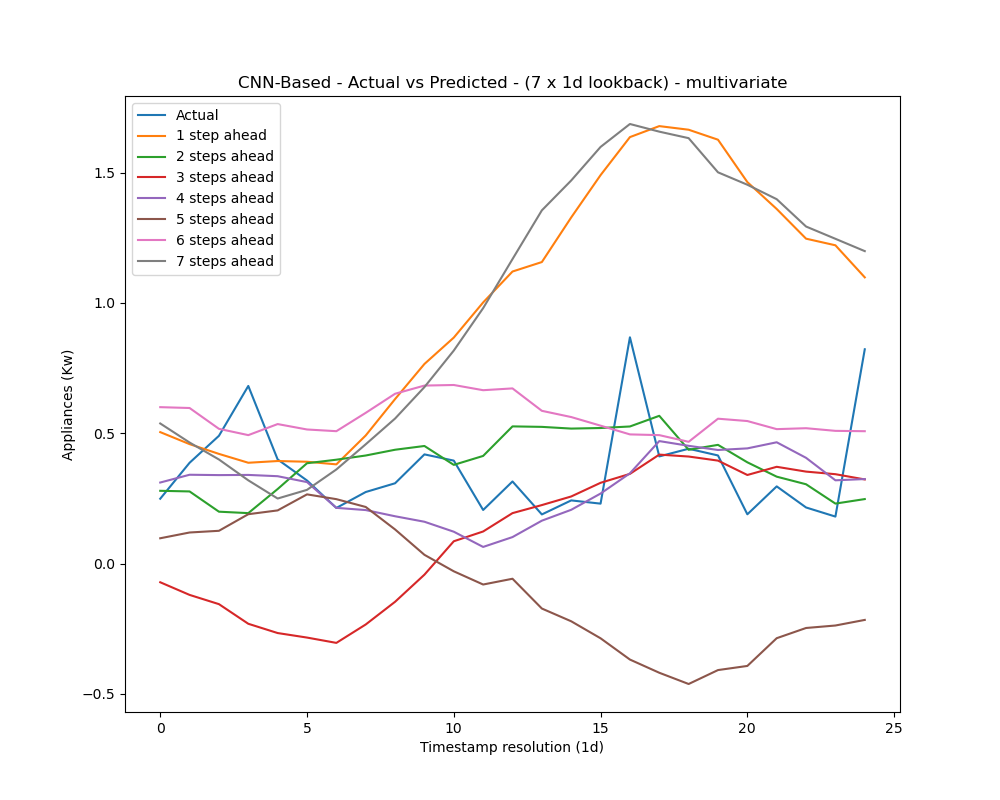 CNN-Based - Actual vs Predicted - (7 x 1d lookback) - multivariate
Actual
1 step ahead
2 steps ahead
3 steps ahead
4 steps ahead
5 steps ahead
6 steps ahead
7 steps ahead
1.5
1.0
0.5
0.0
−0.5
Appliances (Kw)
0 5 10 15 20 25
Timestamp resolution (1d)